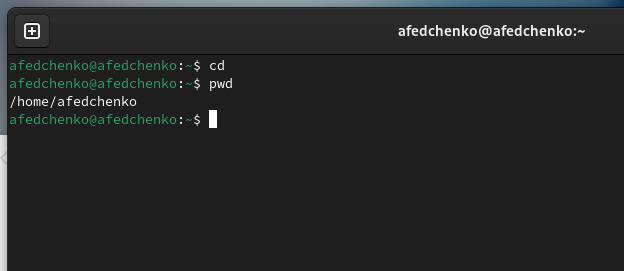 afedchenko@afedchenko:~
afedchenko@afedchenko:~$ cd
afedchenko@afedchenko:~$ pwd
/home/afedchenko
afedchenko@afedchenko:~$